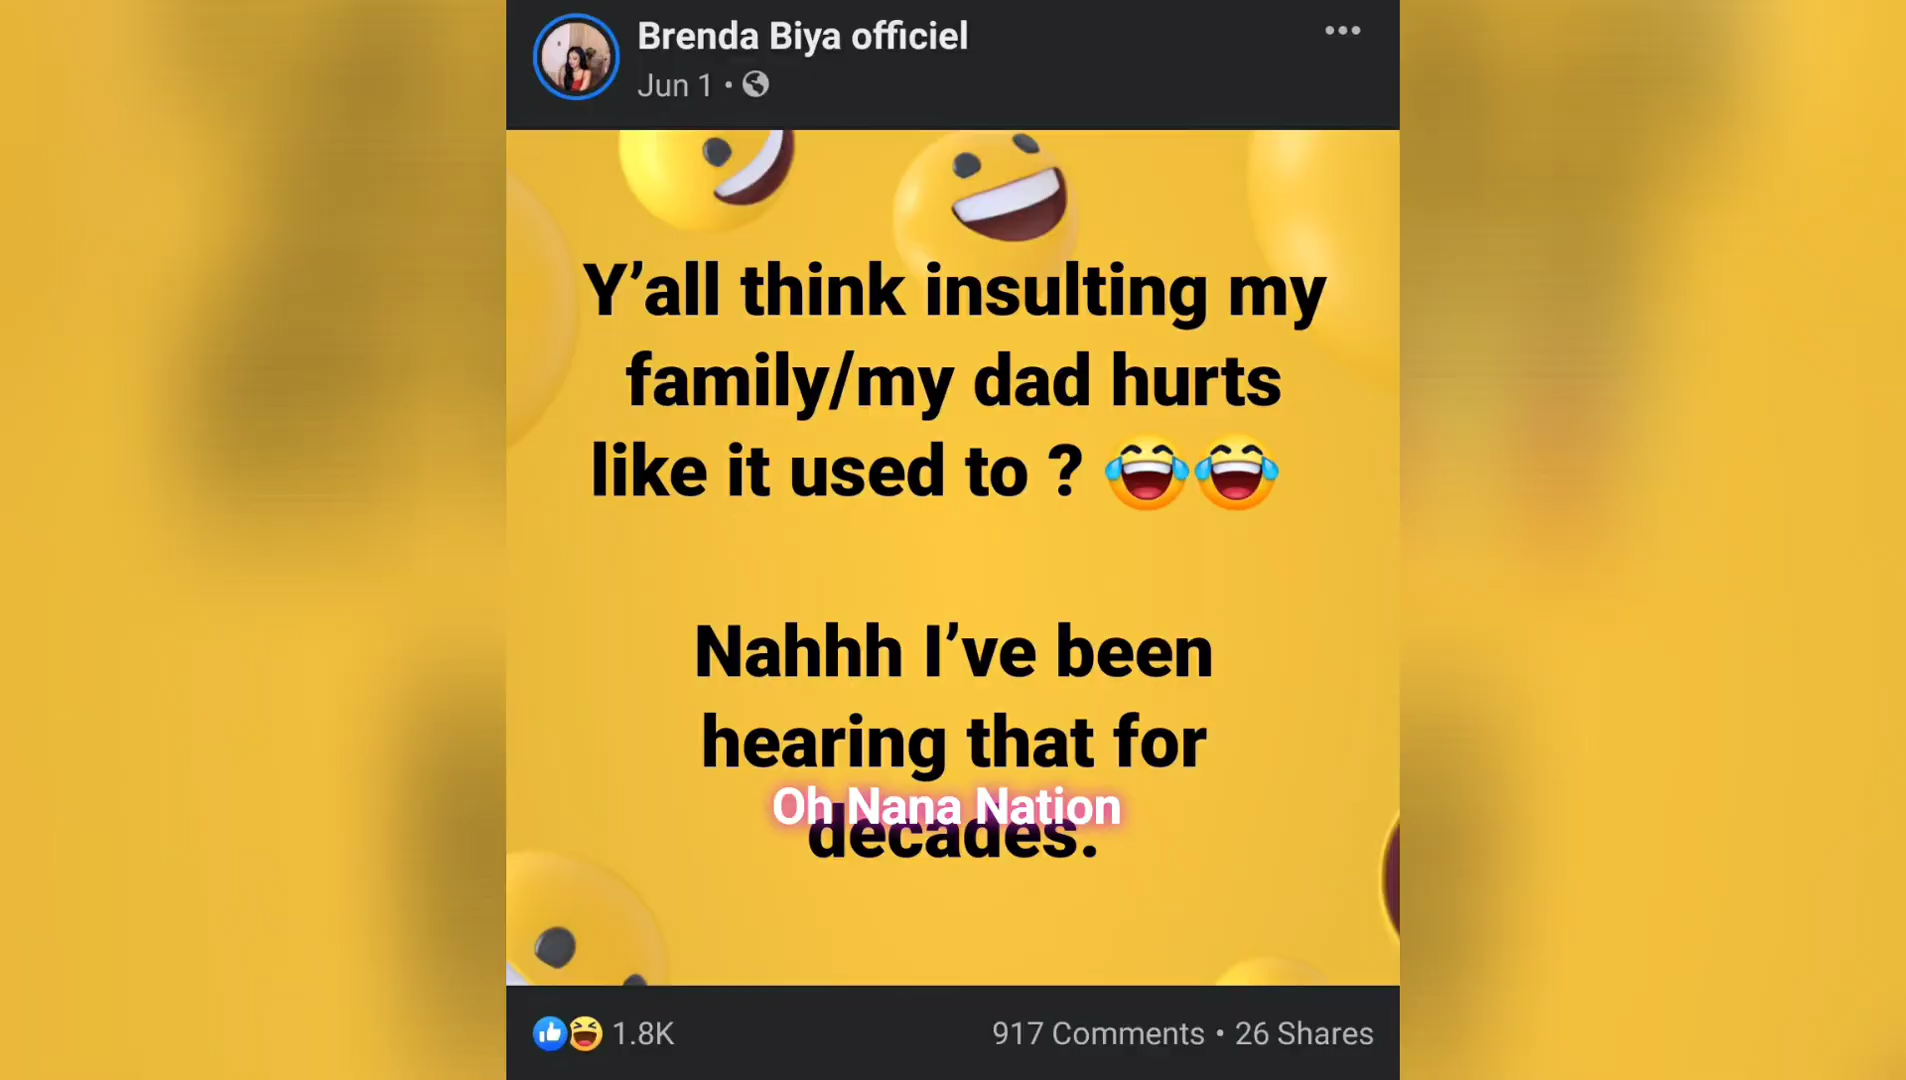 Brenda Biya officiel
Jun 1 •
Y’all think insulting my
family/my dad hurts
like it used to ? 😂😂
Nahhh I’ve been
hearing that for
decades.
Oh Nana Nation
1.8K
917 Comments • 26 Shares